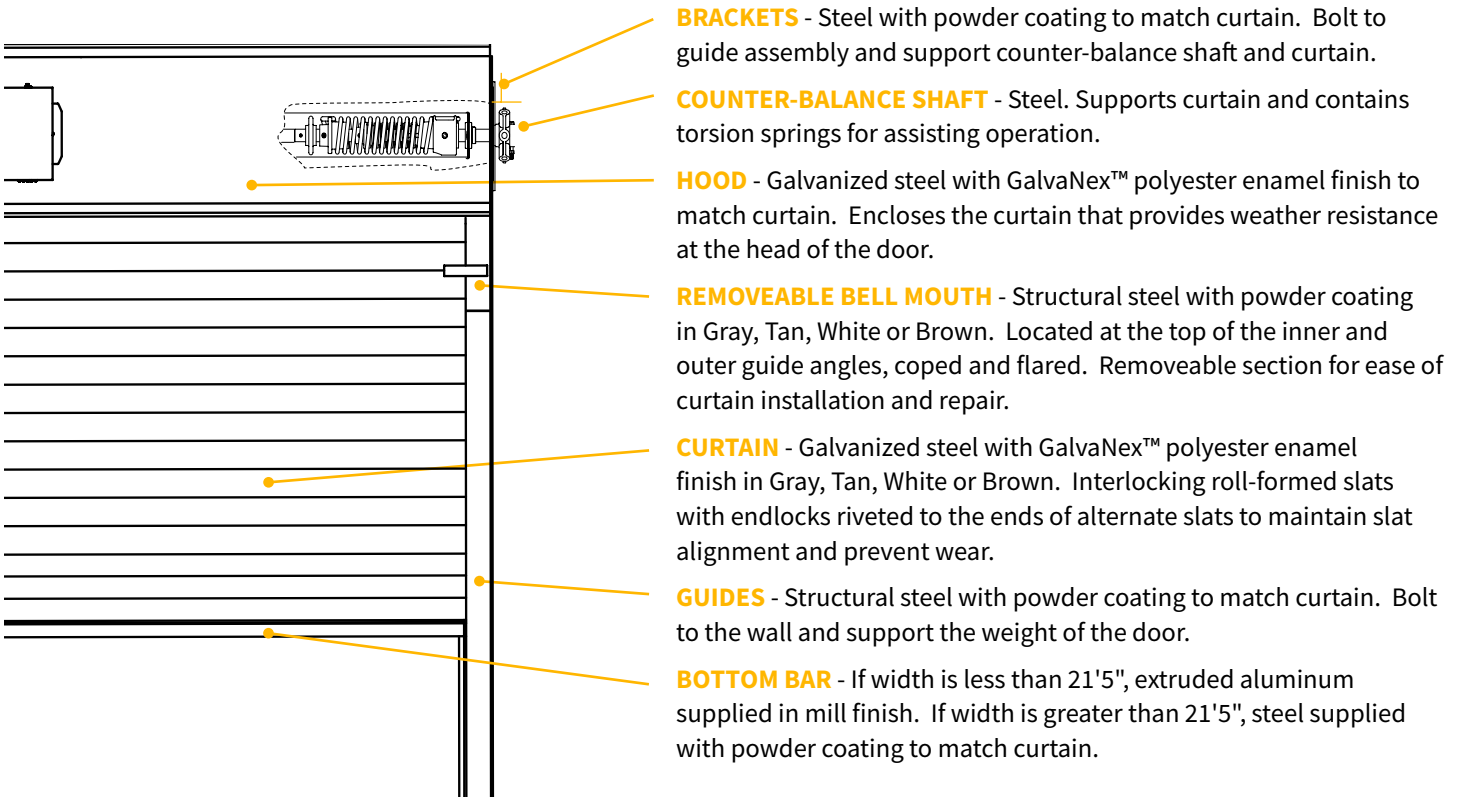 BRACKETS - Steel with powder coating to match curtain.  Bolt to
guide assembly and support counter-balance shaft and curtain.
COUNTER-BALANCE SHAFT - Steel. Supports curtain and contains
torsion springs for assisting operation.
HOOD - Galvanized steel with GalvaNex™ polyester enamel finish to
match curtain.  Encloses the curtain that provides weather resistance
at the head of the door.
REMOVEABLE BELL MOUTH - Structural steel with powder coating
in Gray, Tan, White or Brown.  Located at the top of the inner and
outer guide angles, coped and flared.  Removeable section for ease of
curtain installation and repair.
CURTAIN - Galvanized steel with GalvaNex™ polyester enamel
finish in Gray, Tan, White or Brown.  Interlocking roll-formed slats
with endlocks riveted to the ends of alternate slats to maintain slat
alignment and prevent wear.
GUIDES - Structural steel with powder coating to match curtain.  Bolt
to the wall and support the weight of the door.
BOTTOM BAR - If width is less than 21'5", extruded aluminum
supplied in mill finish.  If width is greater than 21'5", steel supplied
with powder coating to match curtain.